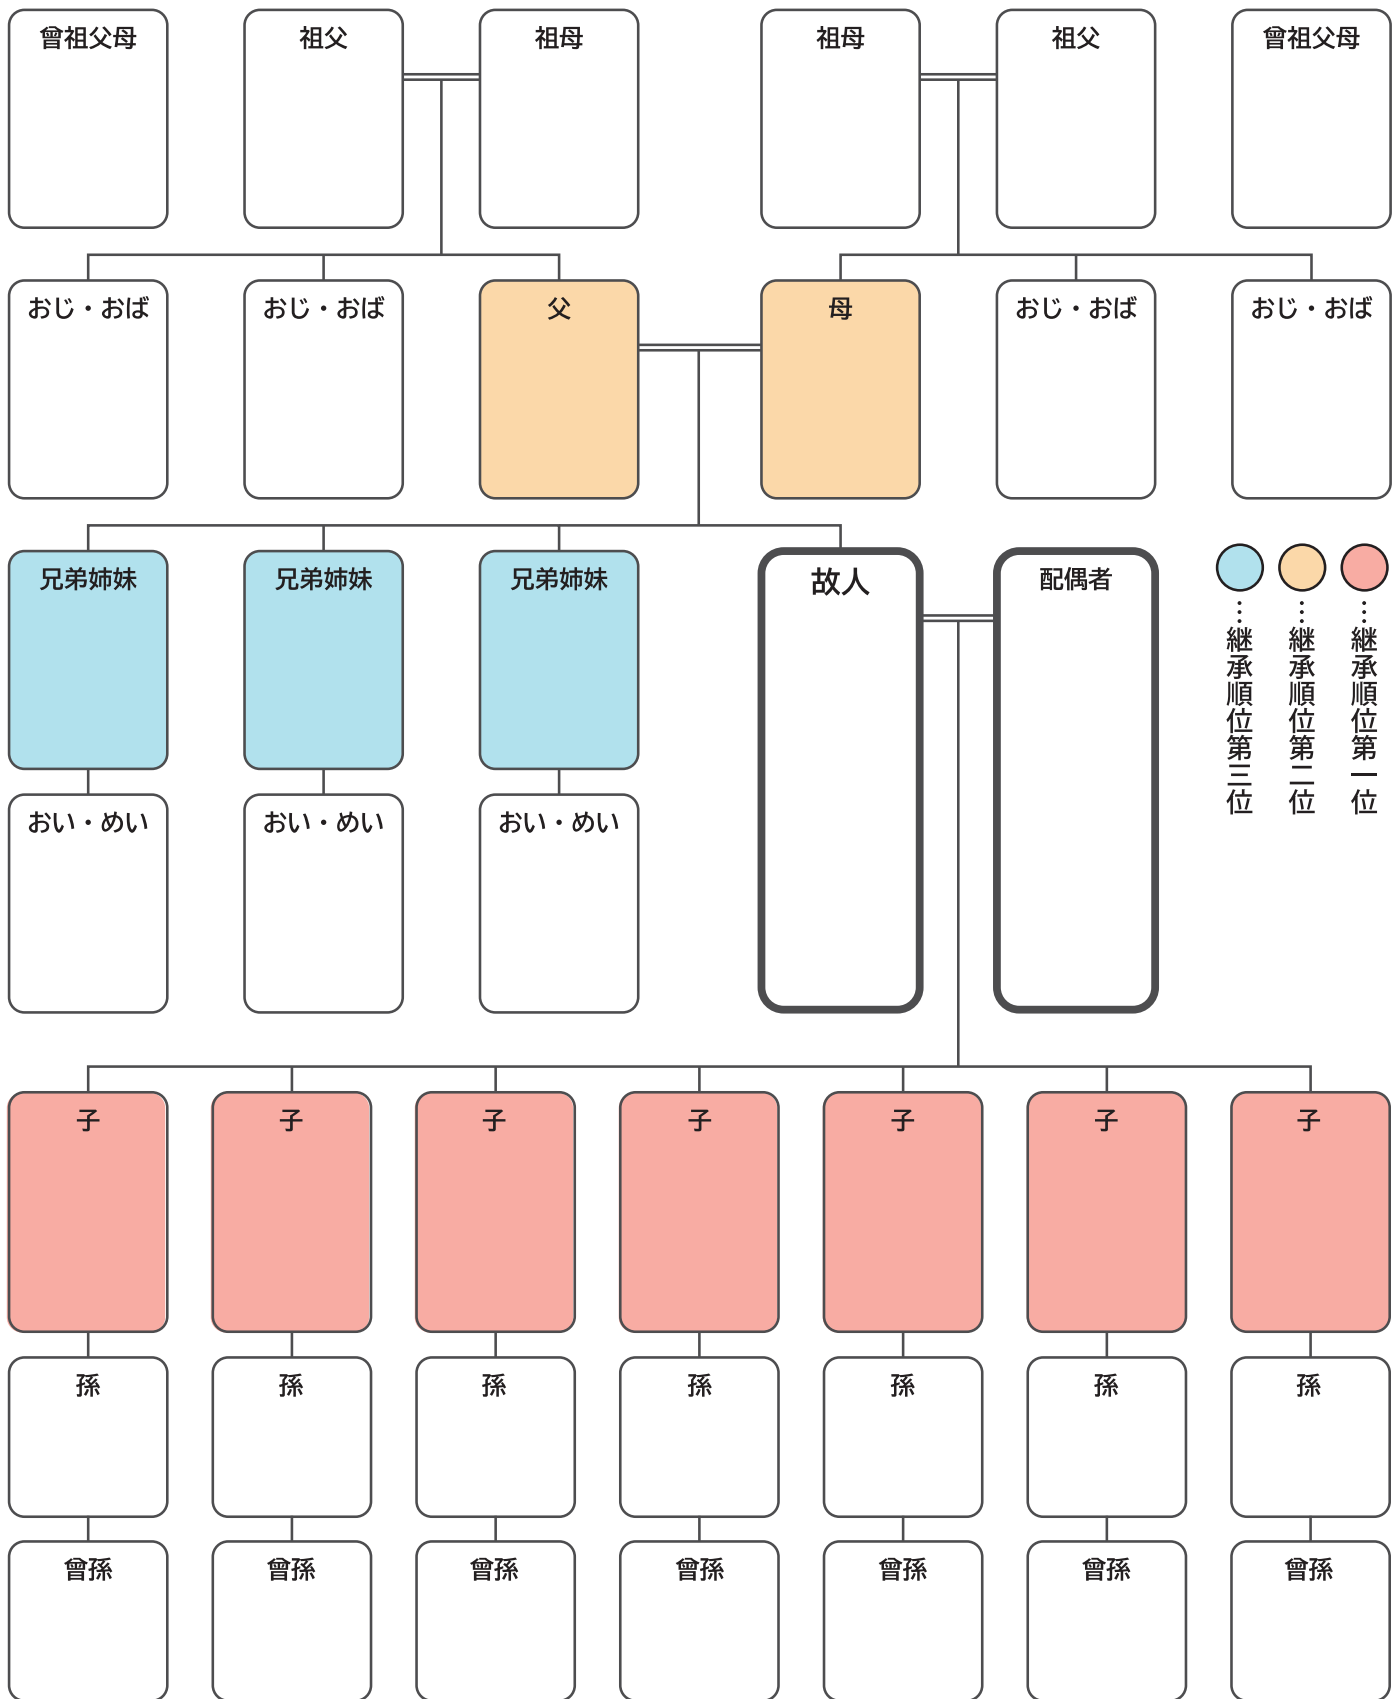 曾祖父母
祖父
祖母
祖母
祖父
曾祖父母
おじ・おば
おじ・おば
父
母
おじ・おば
おじ・おば
兄弟姉妹
兄弟姉妹
兄弟姉妹
故人
配偶者
…継承順位第一位
…継承順位第二位
…継承順位第三位
おい・めい
おい・めい
おい・めい
子
子
子
子
子
子
子
孫
孫
孫
孫
孫
孫
孫
曾孫
曾孫
曾孫
曾孫
曾孫
曾孫
曾孫